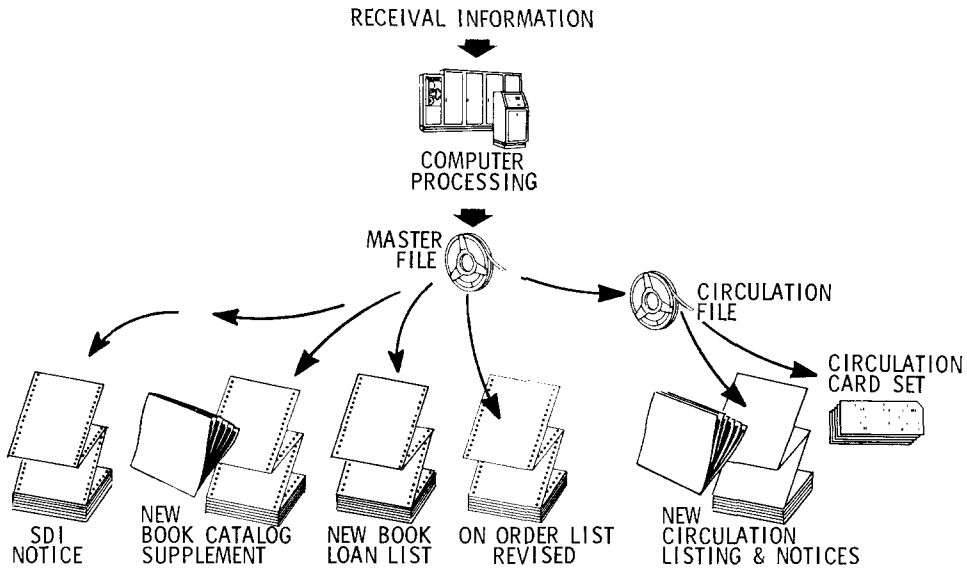 RECEIVAL INFORMATION
COMPUTER
PROCESSING
MASTER
FILE
CIRCULATION
FILE
CIRCULATION
CARD SET
SDI
NOTICE
NEW
BOOK CATALOG
SUPPLEMENT
NEW BOOK
LOAN LIST
ON ORDER LIST
REVISED
NEW
CIRCULATION
LISTING & NOTICES